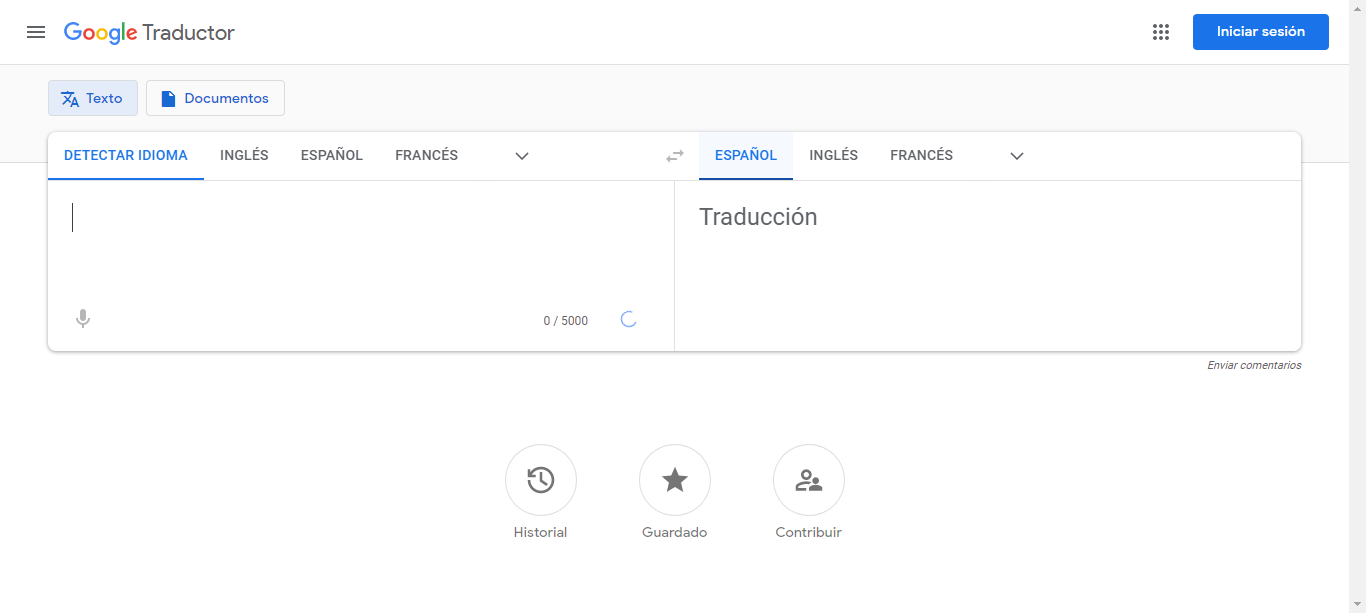 Google Traductor
Iniciar sesión
Texto
Documentos
DETECTAR IDIOMA INGLÉS ESPAÑOL FRANCÉS
ESPAÑOL INGLÉS FRANCÉS
Traducción
0 / 5000
Enviar comentarios
Historial
Guardado
Contribuir